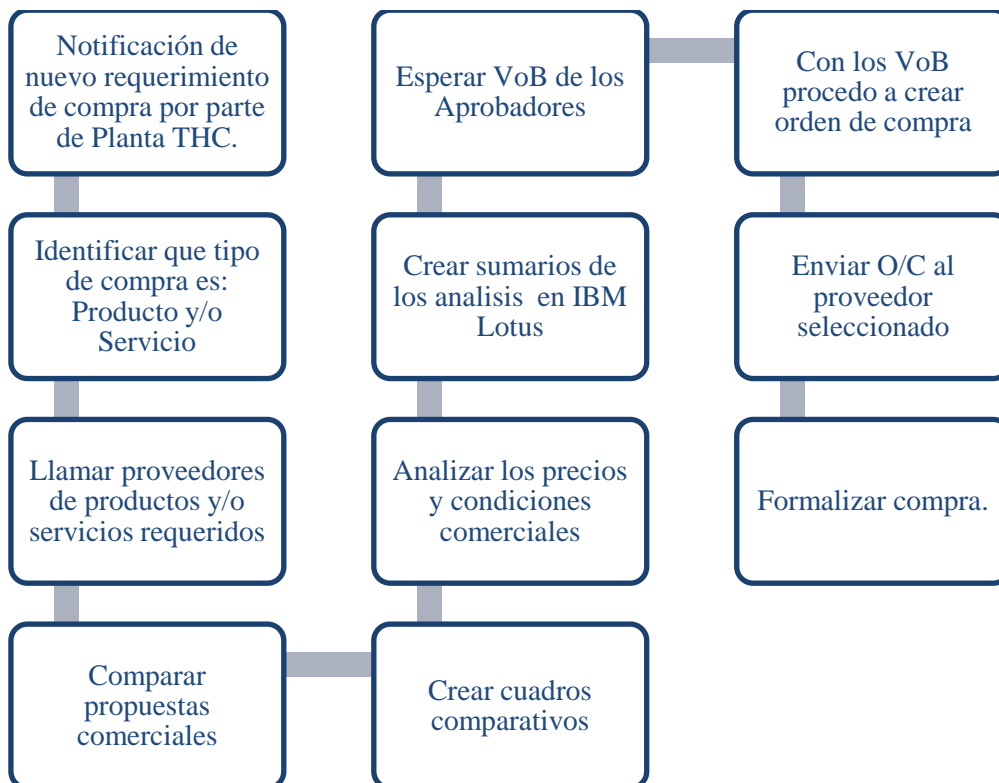 Notificación de
nuevo requerimiento
de compra por parte
de Planta THC.
Identificar que tipo
de compra es:
Producto y/o
Servicio
Llamar proveedores
de productos y/o
servicios requeridos
Comparar
propuestas
comerciales
Crear cuadros
comparativos
Analizar los precios
y condiciones
comerciales
Crear sumarios de
los analisis en IBM
Lotus
Esperar VoB de los
Aprobadores
Con los VoB
procedo a crear
orden de compra
Enviar O/C al
proveedor
seleccionado
Formalizar compra.